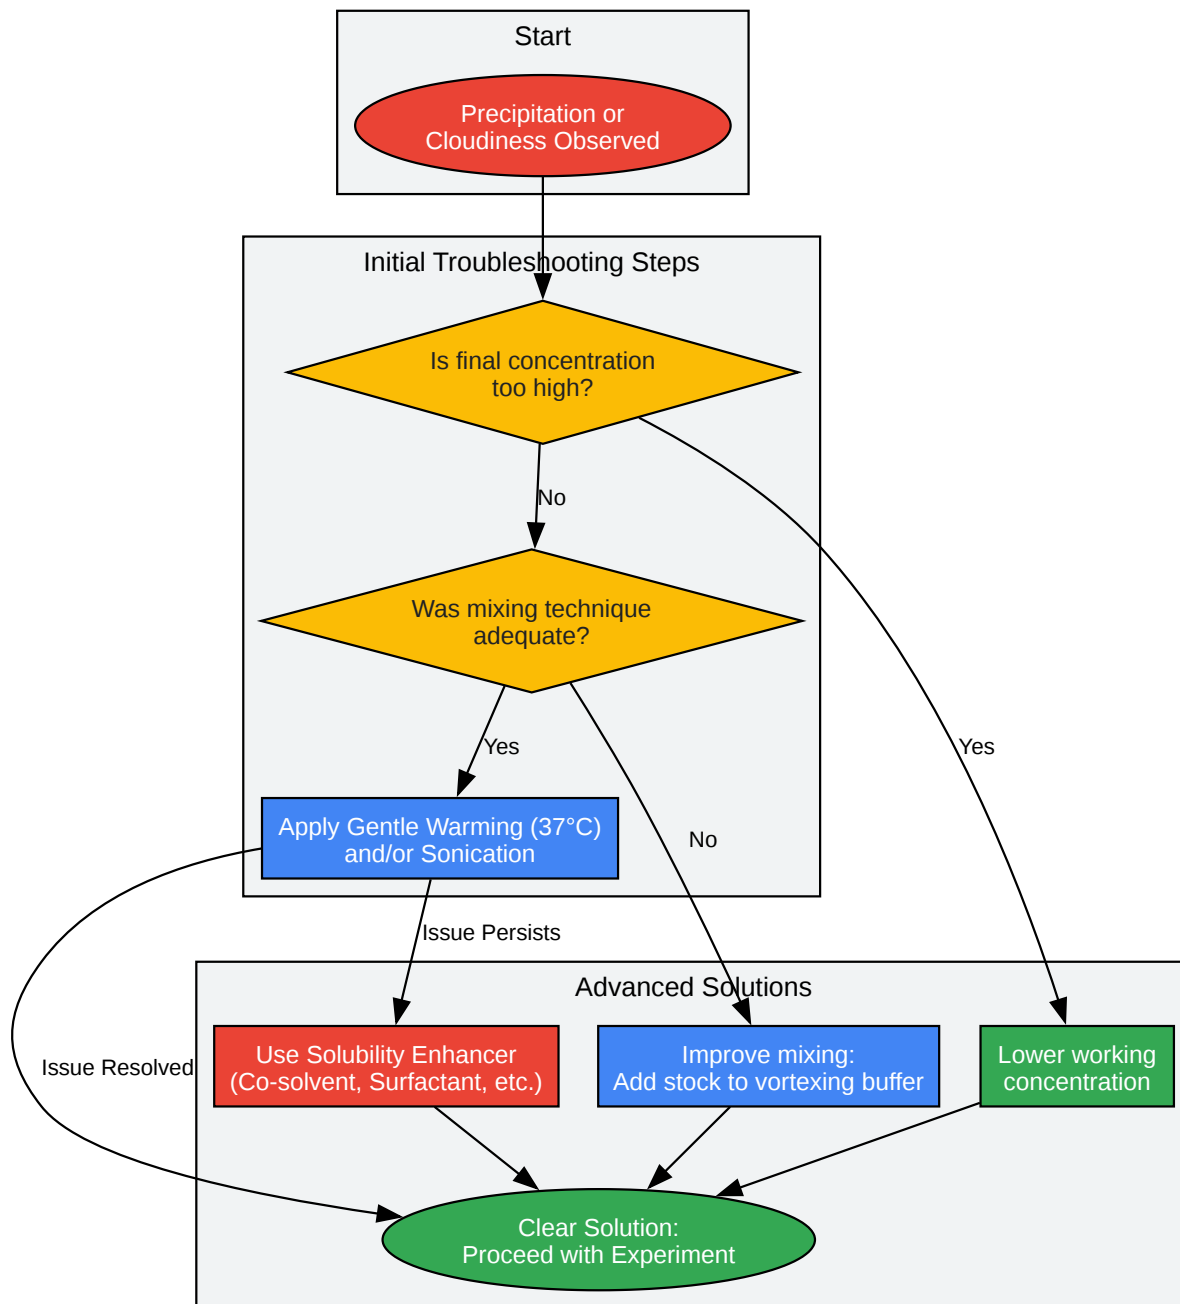 Start
Precipitation or
Cloudiness Observed
Initial Troubleshooting Steps
Is final concentration
too high?
No
Was mixing technique
adequate?
Yes
Yes
Apply Gentle Warming (37°C)
and/or Sonication
No
Issue Persists
Advanced Solutions
Use Solubility Enhancer
(Co-solvent, Surfactant, etc.)
Improve mixing:
Add stock to vortexing buffer
Lower working
concentration
Issue Resolved
Clear Solution:
Proceed with Experiment